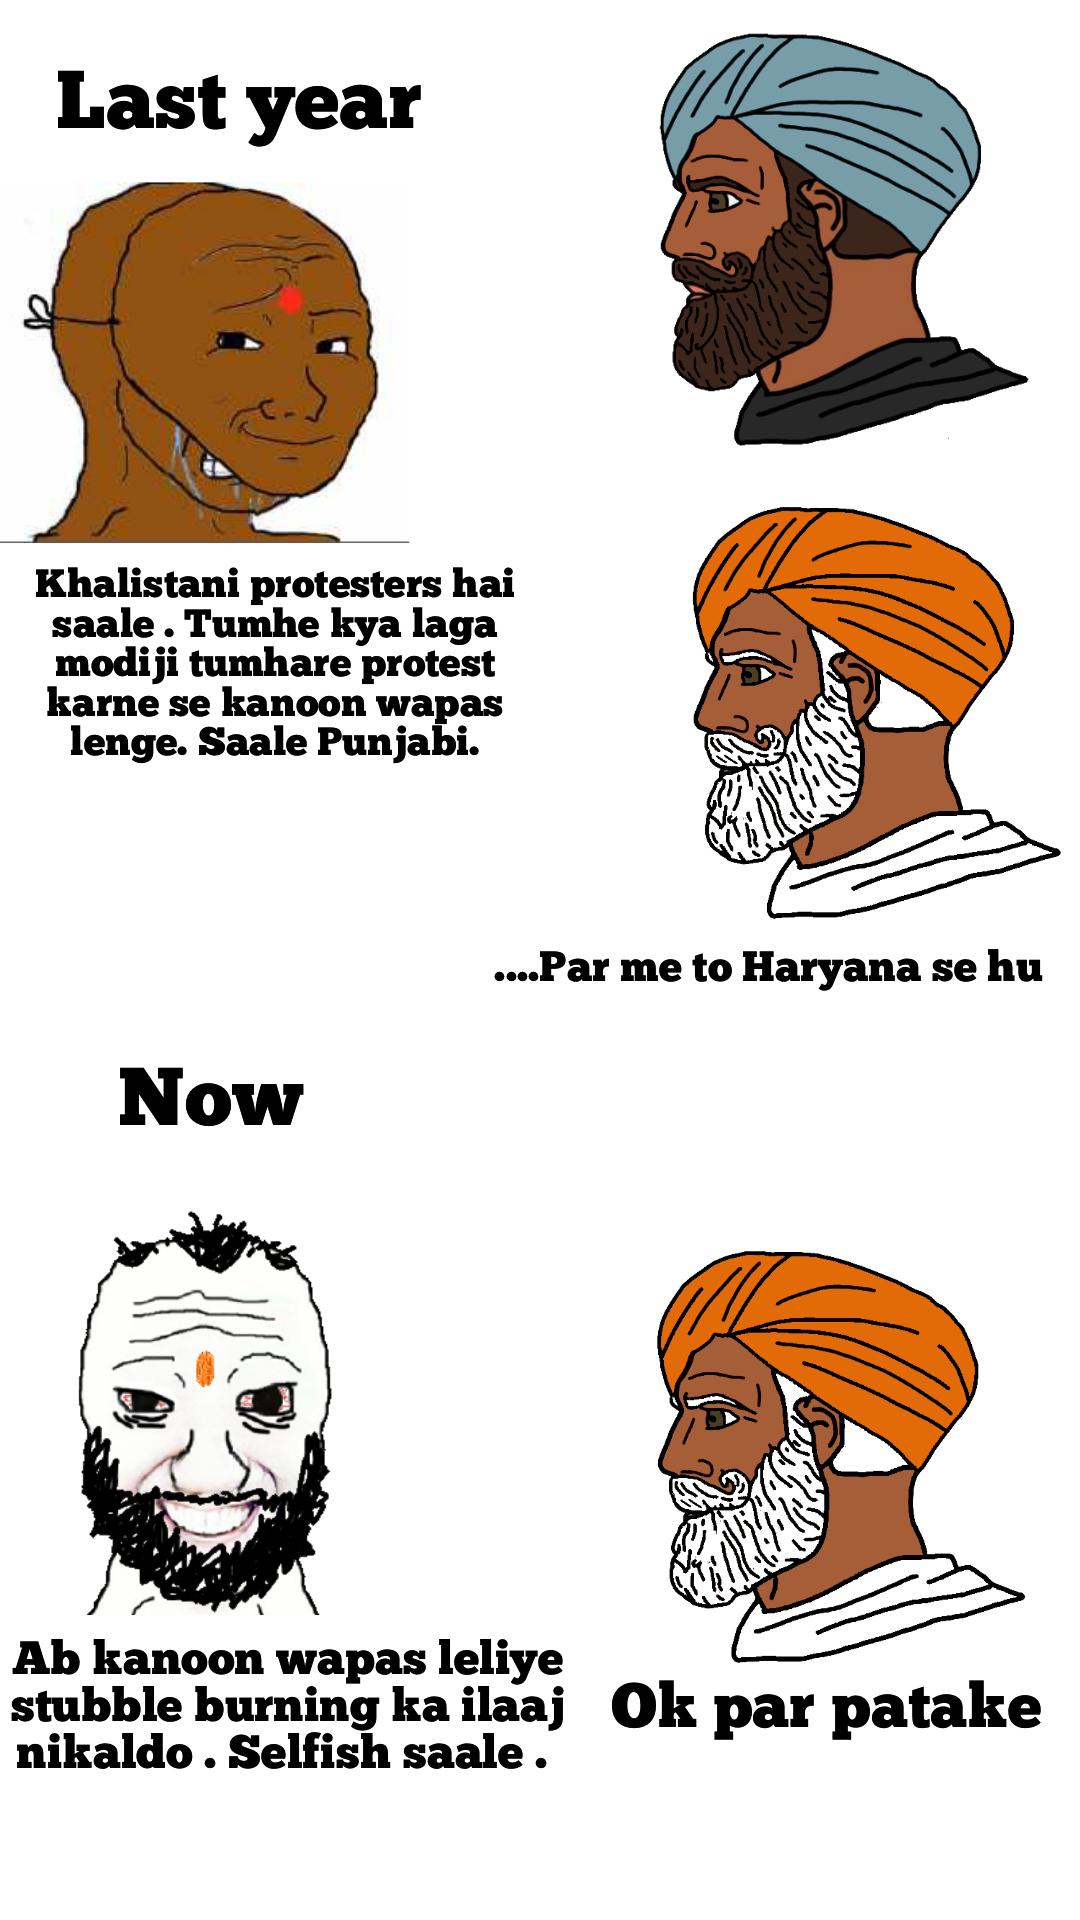 Last year
Khalistani protesters hai
saale . Tumhe kya laga
modiji tumhare protest
karne se kanoon wapas
lenge. Saale Punjabi.
....Par me to Haryana se hu
Now
Ab kanoon wapas leliye
stubble burning ka ilaaj
nikaldo . Selfish saale .
Ok par patake